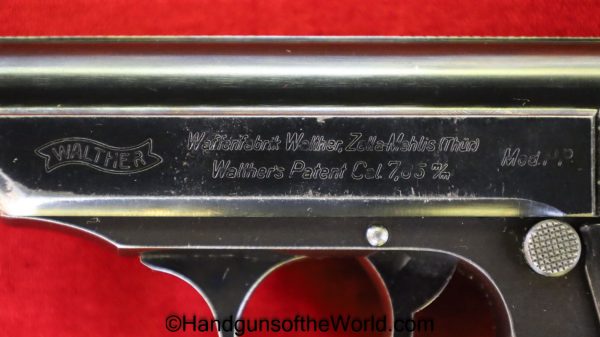 WALTHER
Waffenfabrik Walther, Zella-Mehlis (Thür)
Walther's Patent Cal. 7,65 m/m
Mod. PP
©HandgunsoftheWorld.com